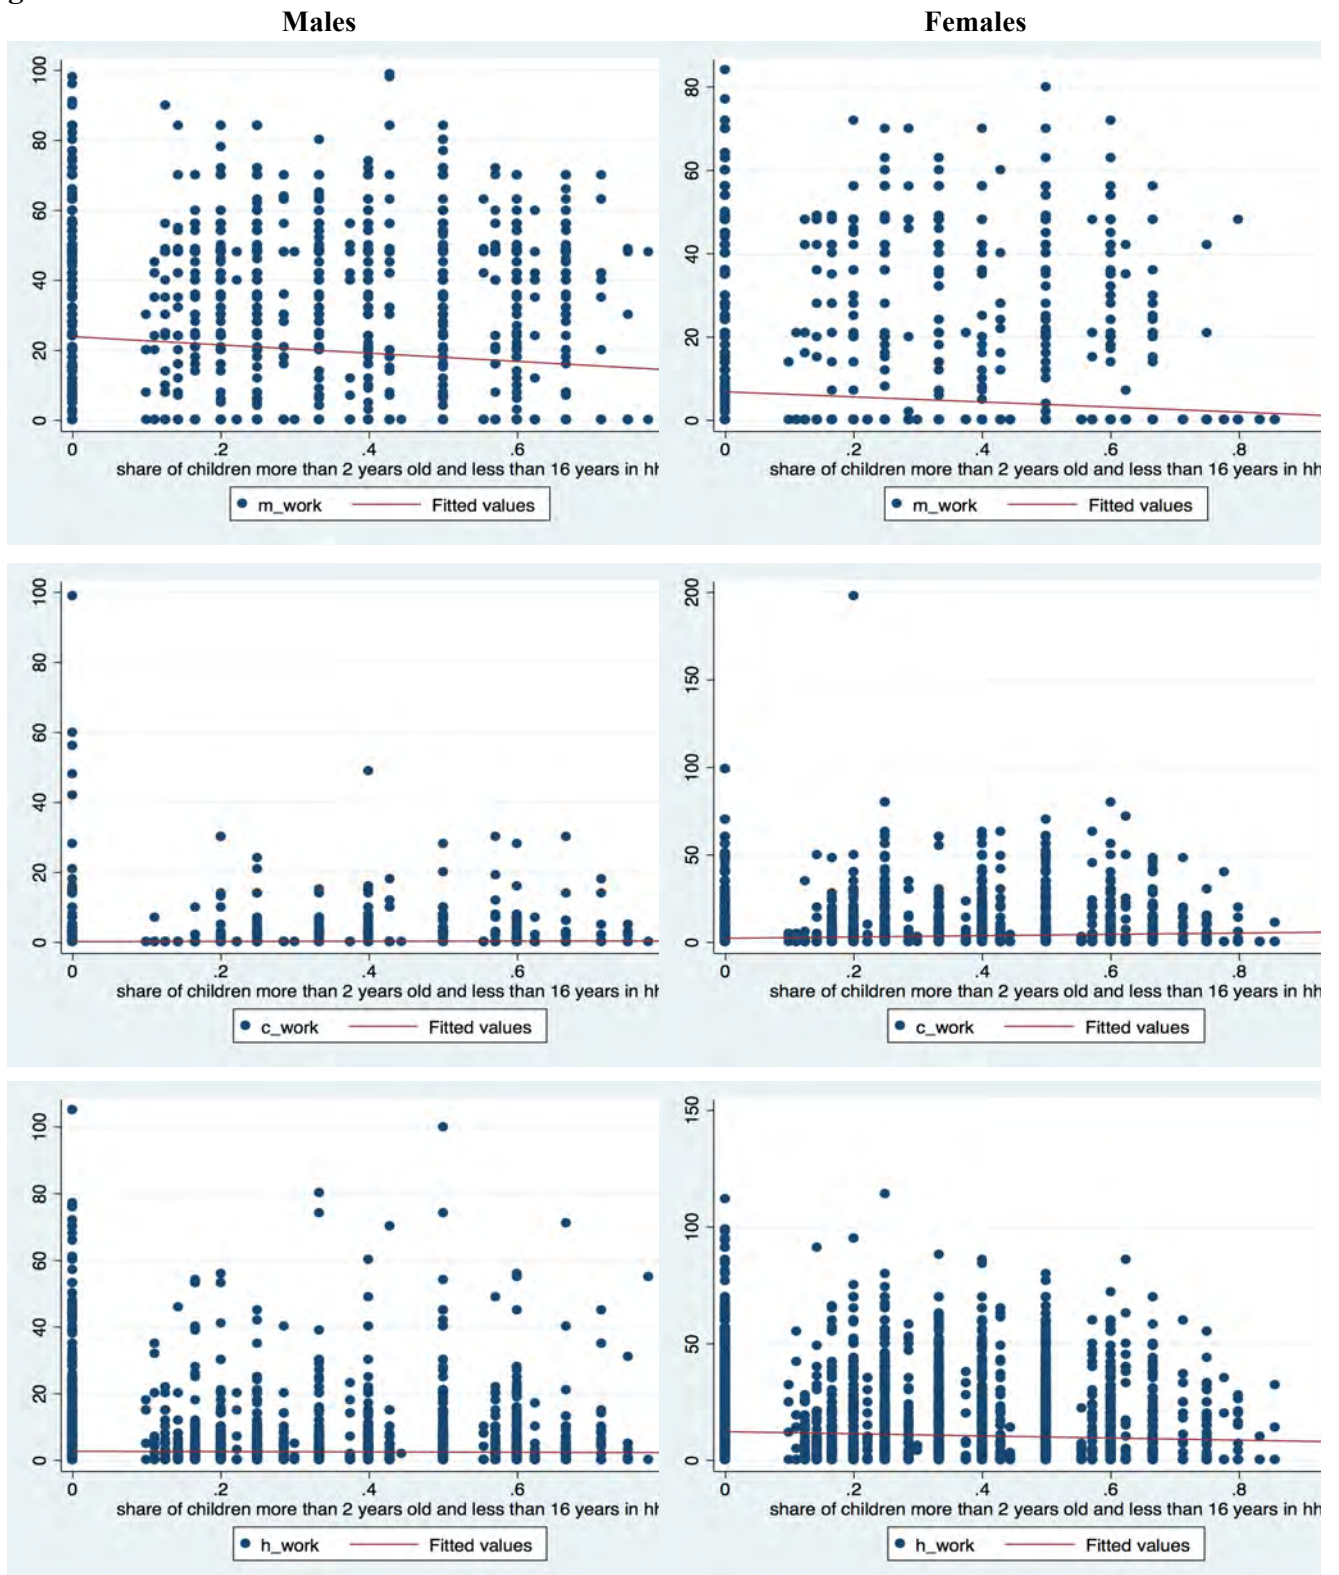 Males
Females
100
80
60
40
20
0
0 .2 .4 .6
share of children more than 2 years old and less than 16 years in hh
m_work Fitted values
80
60
40
20
0
0 .2 .4 .6 .8
share of children more than 2 years old and less than 16 years in hh
m_work Fitted values
100
80
60
40
20
0
0 .2 .4 .6
share of children more than 2 years old and less than 16 years in hh
c_work Fitted values
200
150
100
50
0
0 .2 .4 .6 .8
share of children more than 2 years old and less than 16 years in hh
c_work Fitted values
100
80
60
40
20
0
0 .2 .4 .6
share of children more than 2 years old and less than 16 years in hh
h_work Fitted values
150
100
50
0
0 .2 .4 .6 .8
share of children more than 2 years old and less than 16 years in hh
h_work Fitted values